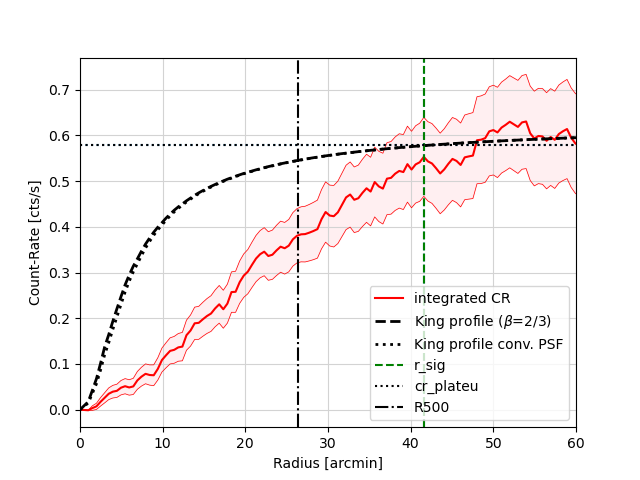 0.7
0.6
0.5
0.4
0.3
0.2
0.1
0.0
Count-Rate [cts/s]
integrated CR
King profile (β=2/3)
King profile conv. PSF
r_sig
cr_plateu
R500
0 10 20 30 40 50 60
Radius [arcmin]